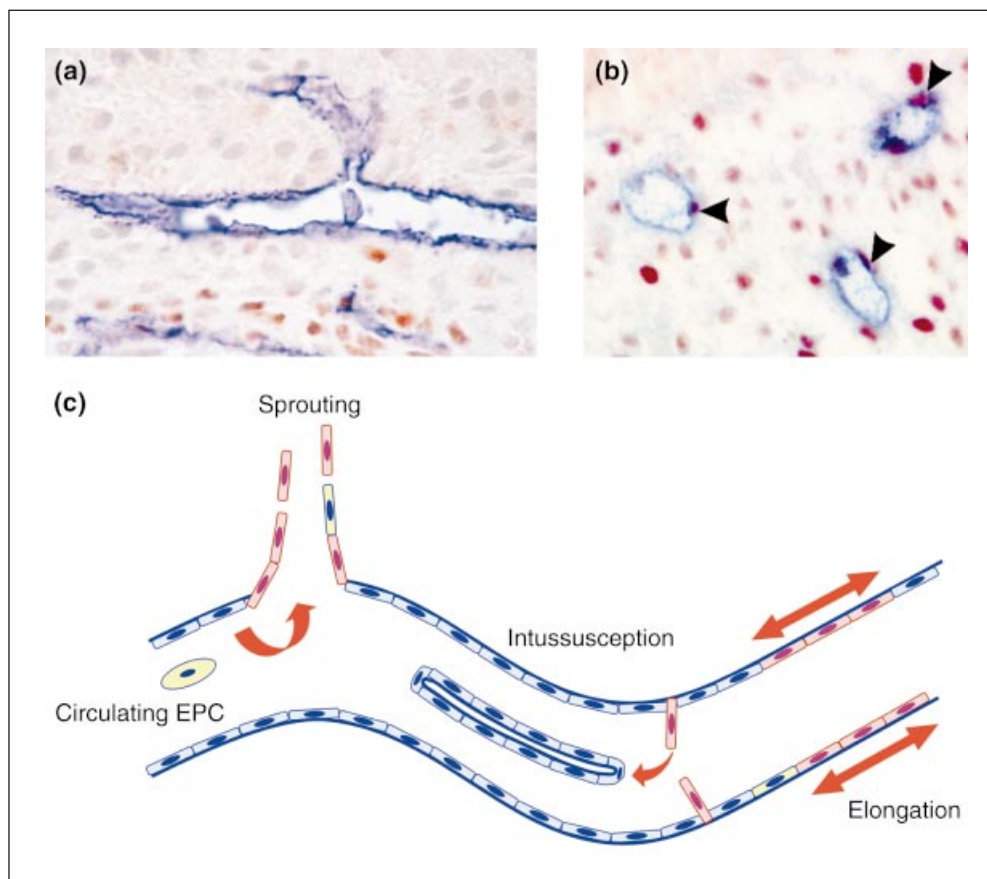 (a)
(b)
(c)
Sprouting
Intussusception
Circulating EPC
Elongation